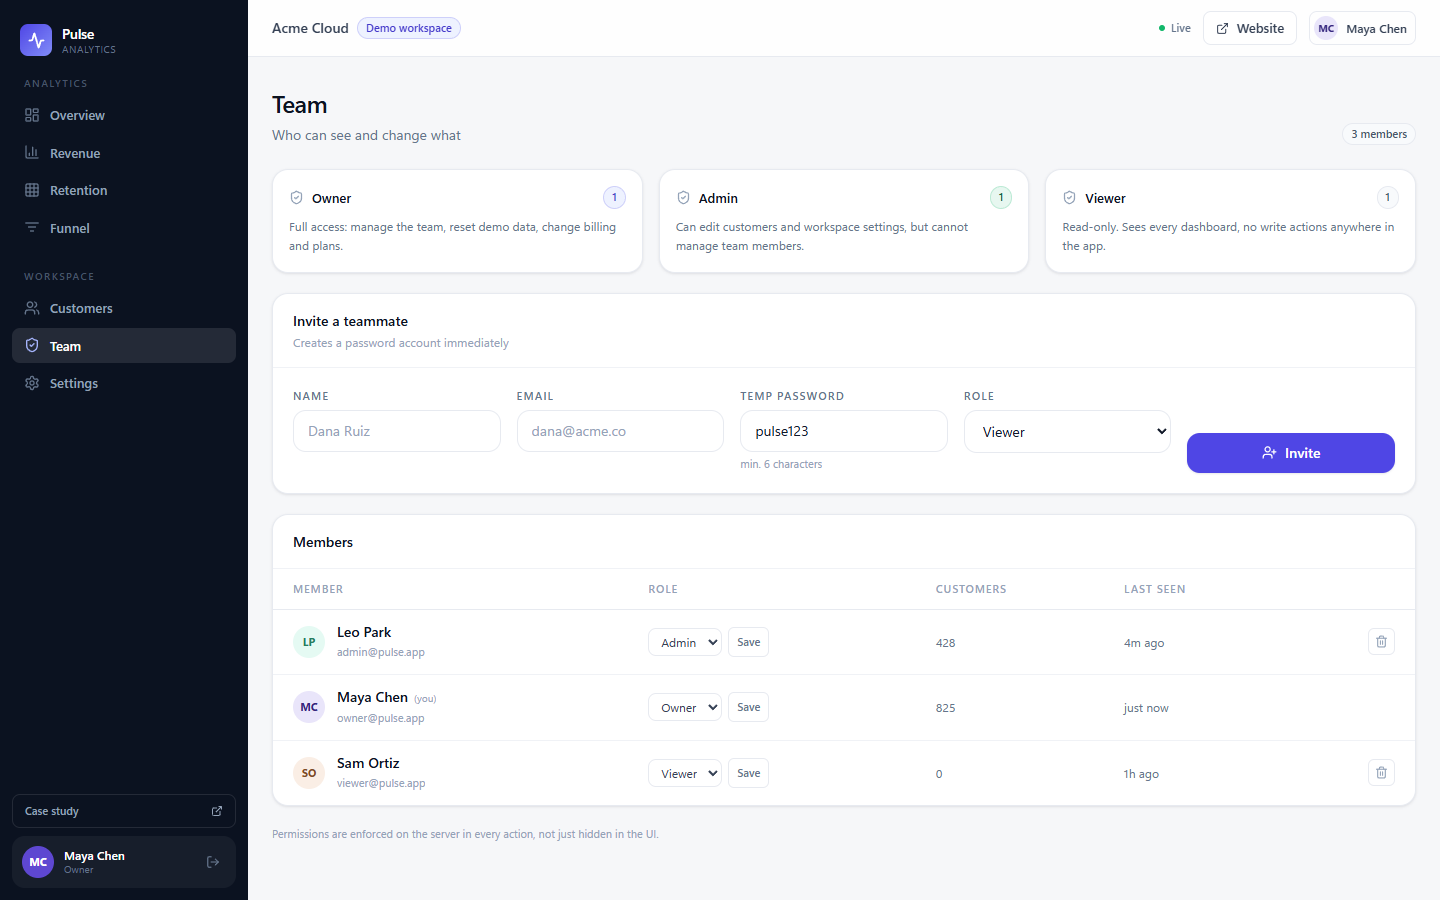 Pulse
ANALYTICS
ANALYTICS
Overview
Revenue
Retention
Funnel
WORKSPACE
Customers
Team
Settings
Case study
MC
Maya Chen
Owner
Acme Cloud
Demo workspace
Live
Website
MC
Maya Chen
Team
Who can see and change what
3 members
Owner
1
Full access: manage the team, reset demo data, change billing
and plans.
Admin
1
Can edit customers and workspace settings, but cannot
manage team members.
Viewer
1
Read-only. Sees every dashboard, no write actions anywhere in
the app.
Invite a teammate
Creates a password account immediately
NAME
Dana Ruiz
EMAIL
dana@acme.co
TEMP PASSWORD
pulse123
min. 6 characters
ROLE
Viewer
Invite
Members
MEMBER
ROLE
CUSTOMERS
LAST SEEN
LP
Leo Park
admin@pulse.app
Admin
Save
428
4m ago
MC
Maya Chen (you)
owner@pulse.app
Owner
Save
825
just now
SO
Sam Ortiz
viewer@pulse.app
Viewer
Save
0
1h ago
Permissions are enforced on the server in every action, not just hidden in the UI.